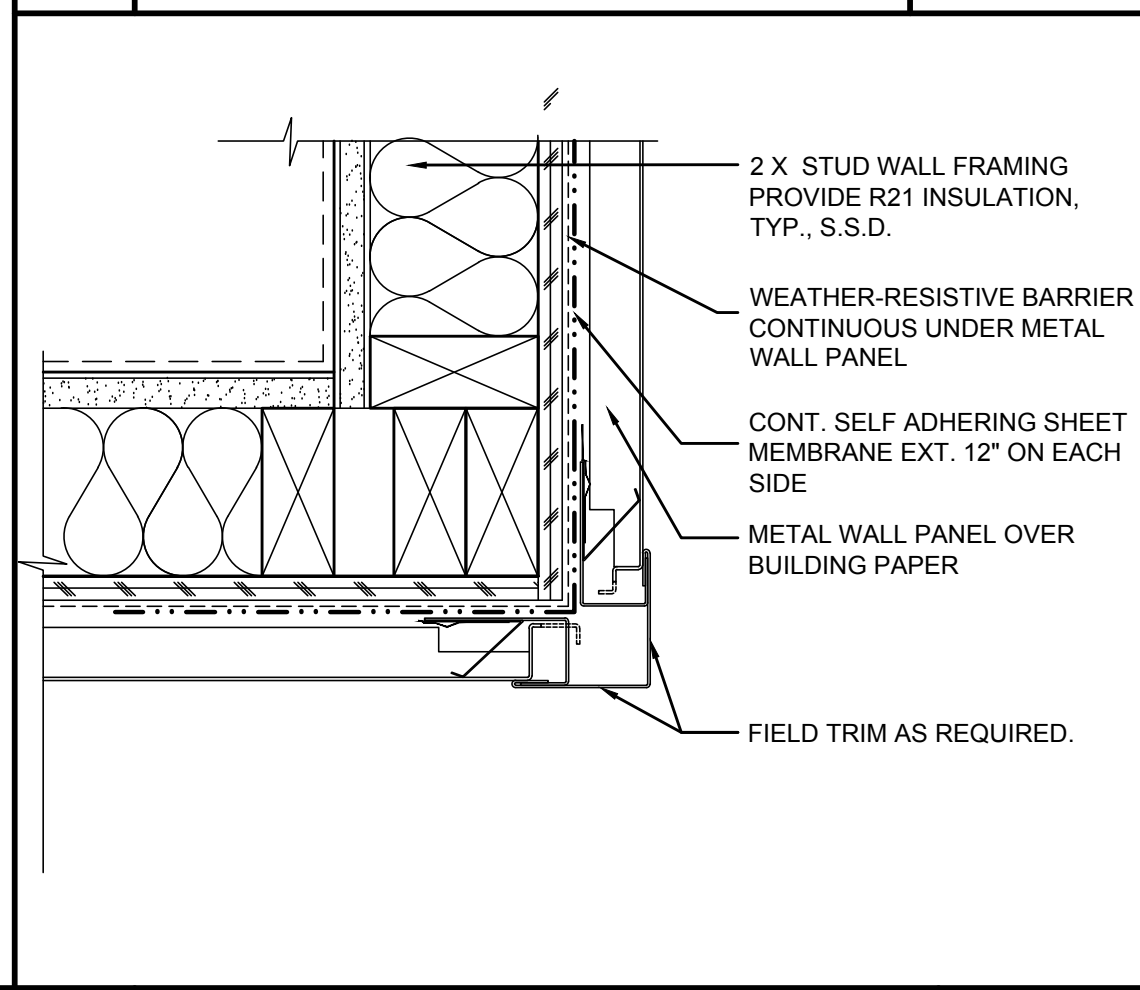 2 X STUD WALL FRAMING
PROVIDE R21 INSULATION,
TYP., S.S.D.
WEATHER-RESISTIVE BARRIER
CONTINUOUS UNDER METAL
WALL PANEL
CONT. SELF ADHERING SHEET
MEMBRANE EXT. 12" ON EACH
SIDE
METAL WALL PANEL OVER
BUILDING PAPER
FIELD TRIM AS REQUIRED.